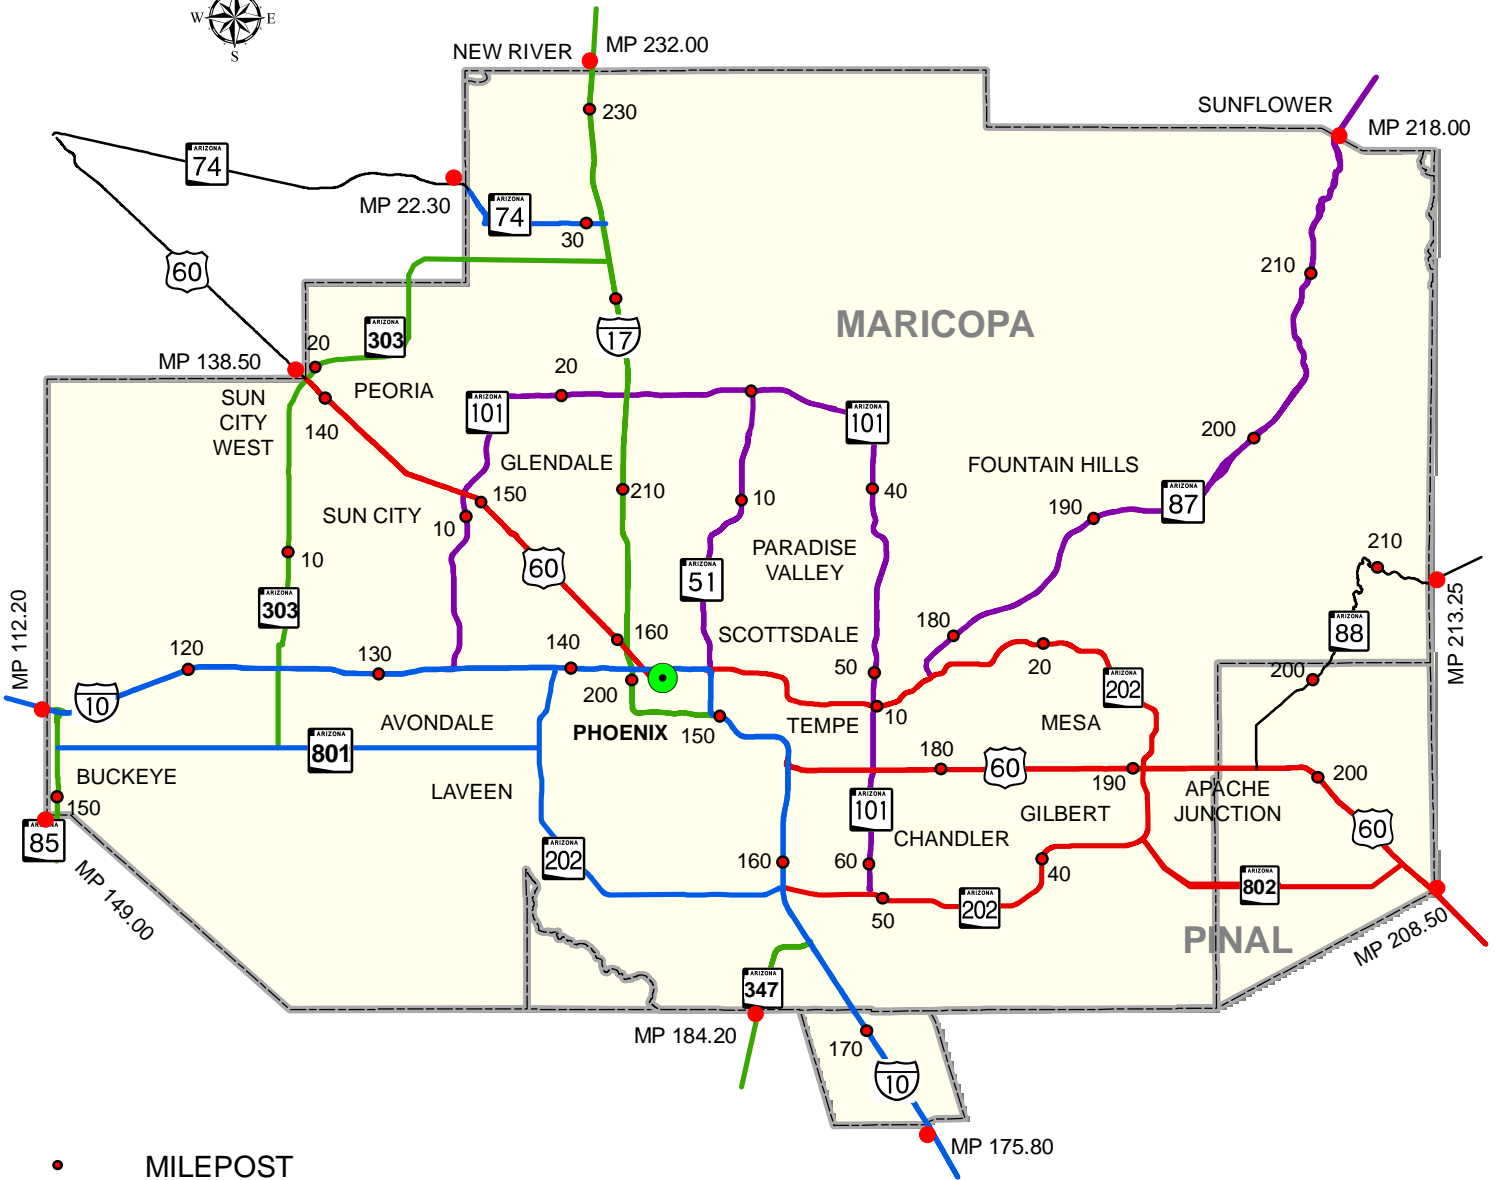 W
E
S
NEW RIVER
MP 232.00
230
SUNFLOWER
MP 218.00
ARIZONA
74
MP 22.30
ARIZONA
74
30
60
210
MARICOPA
ARIZONA
303
17
20
MP 138.50
PEORIA
20
SUN
CITY
WEST
140
ARIZONA
101
ARIZONA
101
200
GLENDALE
FOUNTAIN HILLS
150
210
10
40
190
ARIZONA
87
SUN CITY
10
10
PARADISE
VALLEY
210
60
ARIZONA
51
ARIZONA
303
MP 112.20
MP 213.25
160
SCOTTSDALE
180
ARIZONA
88
120
130
140
50
20
200
10
200
ARIZONA
202
AVONDALE
PHOENIX
150
TEMPE
10
MESA
ARIZONA
801
180
60
190
200
BUCKEYE
LAVEEN
APACHE
JUNCTION
150
ARIZONA
101
GILBERT
60
ARIZONA
85
CHANDLER
ARIZONA
202
160
60
40
ARIZONA
802
MP 149.00
50
ARIZONA
202
PINAL
MP 208.50
ARIZONA
347
MP 184.20
170
10
MP 175.80
MILEPOST